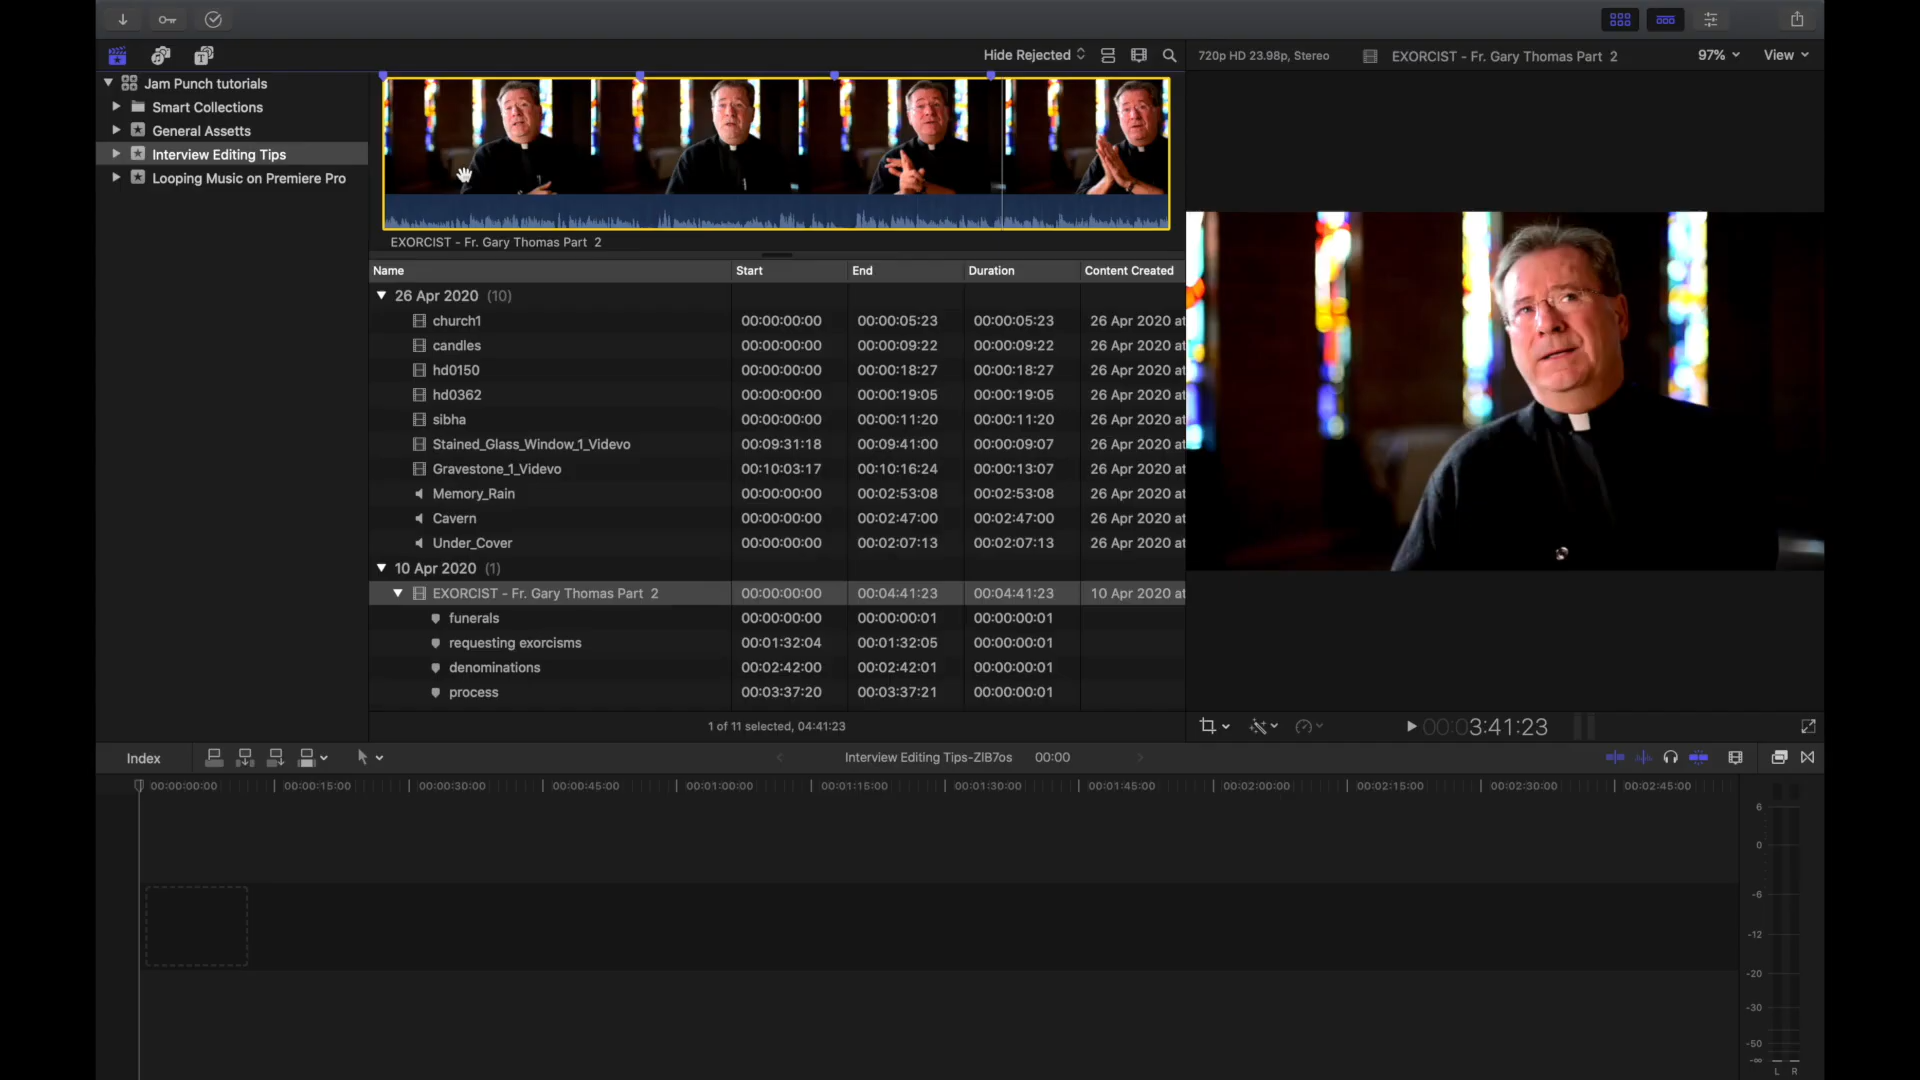 Hide Rejected
720p HD 23.98p, Stereo
EXORCIST - Fr. Gary Thomas Part 2
97%
View
Jam Punch tutorials
Smart Collections
General Assetts
Interview Editing Tips
Looping Music on Premiere Pro
EXORCIST - Fr. Gary Thomas Part 2
Name Start End Duration Content Created
26 Apr 2020 (10)
church1 00:00:00:00 00:00:05:23 00:00:05:23 26 Apr 2020 at
candles 00:00:00:00 00:00:09:22 00:00:09:22 26 Apr 2020 at
hd0150 00:00:00:00 00:00:18:27 00:00:18:27 26 Apr 2020 at
hd0362 00:00:00:00 00:00:19:05 00:00:19:05 26 Apr 2020 at
sibha 00:00:00:00 00:00:11:20 00:00:11:20 26 Apr 2020 at
Stained_Glass_Window_1_Videvo 00:09:31:18 00:09:41:00 00:00:09:07 26 Apr 2020 at
Gravestone_1_Videvo 00:10:03:17 00:10:16:24 00:00:13:07 26 Apr 2020 at
Memory_Rain 00:00:00:00 00:02:53:08 00:02:53:08 26 Apr 2020 at
Cavern 00:00:00:00 00:02:47:00 00:02:47:00 26 Apr 2020 at
Under_Cover 00:00:00:00 00:02:07:13 00:02:07:13 26 Apr 2020 at
10 Apr 2020 (1)
EXORCIST - Fr. Gary Thomas Part 2 00:00:00:00 00:04:41:23 00:04:41:23 10 Apr 2020 at
funerals 00:00:00:00 00:00:00:01 00:00:00:01
requesting exorcisms 00:01:32:04 00:01:32:05 00:00:00:01
denominations 00:02:42:00 00:02:42:01 00:00:00:01
process 00:03:37:20 00:03:37:21 00:00:00:01
1 of 11 selected, 04:41:23
00:03:41:23
Index
Interview Editing Tips-ZIB7os 00:00
00:00:00:00 00:00:15:00 00:00:30:00 00:00:45:00 00:01:00:00 00:01:15:00 00:01:30:00 00:01:45:00 00:02:00:00 00:02:15:00 00:02:30:00 00:02:45:00
6
0
-6
-12
-20
-30
-50
-∞
L R